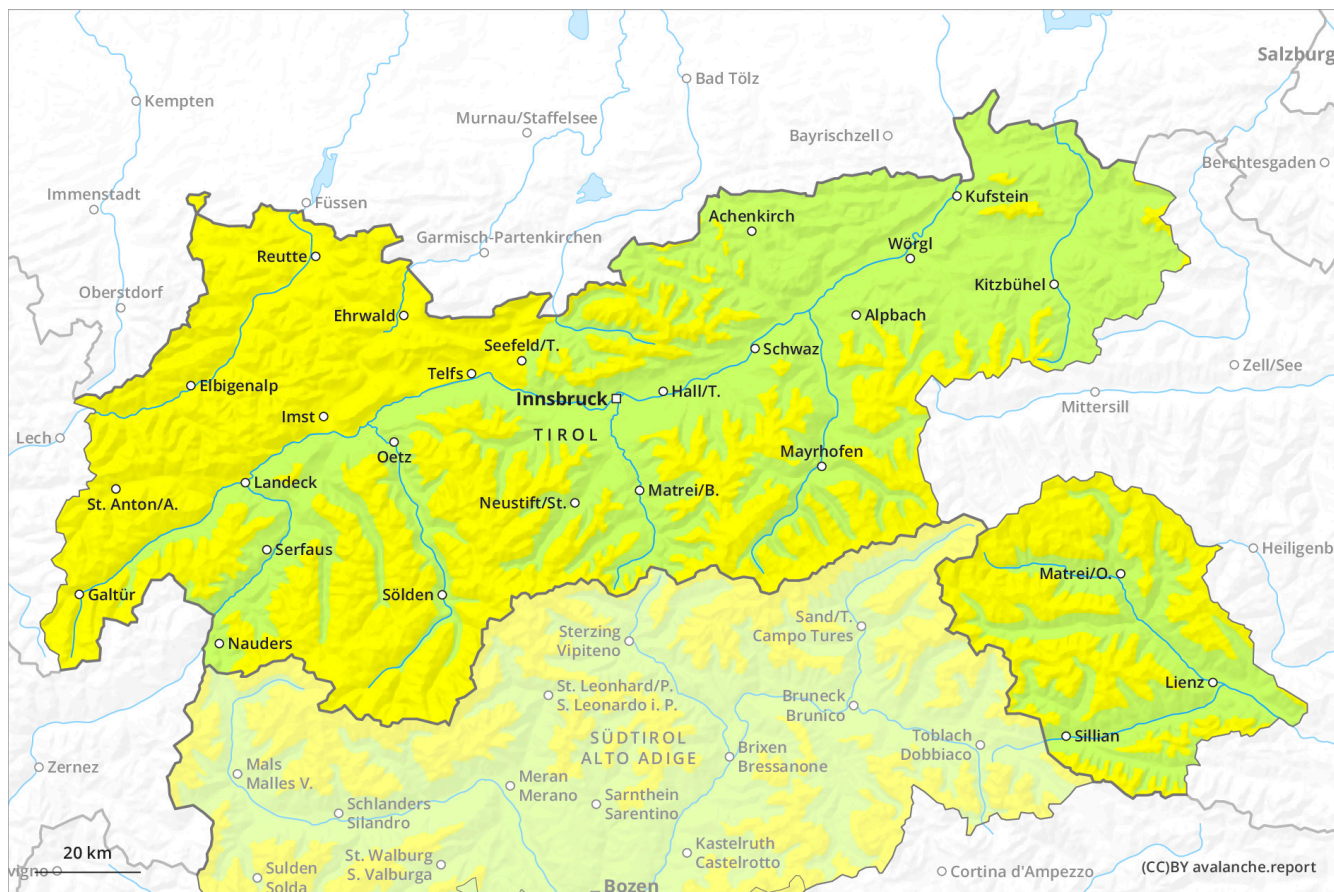 Salzburg
Bad Tölz
Kempten
Murnau/Staffelsee
Bayrischzell
Berchtesgaden
Immenstadt
Füssen
Kufstein
Achenkirch
Garmisch-Partenkirchen
Wörgl
Reutte
Oberstdorf
Kitzbühel
Ehrwald
Alpbach
Seefeld/T.
Schwaz
Zell/See
Telfs
Elbigenalp
Innsbruck
Hall/T.
Mittersill
Imst
Lech
TIROL
Oetz
Mayrhofen
Landeck
Matrei/B.
St. Anton/A.
Neustift/St.
Serfaus
Heiligenb
Matrei/O.
Galtür
Sölden
Sand/T.
Campo Tures
Sterzing
Vipiteno
Nauders
Lienz
St. Leonhard/P.
S. Leonardo i. P.
Bruneck
Brunico
Sillian
SÜDTIROL
ALTO ADIGE
Toblach
Dobbiaco
Brixen
Bressanone
Zernez
Mals
Malles V.
Meran
Merano
Sarnthein
Sarentino
Schlanders
Silandro
Kastelruth
Castelrotto
20 km
St. Walburg
S. Valburga
vigno
Sulden
Solda
Cortina d'Ampezzo
(CC)BY avalanche.report
Bozen